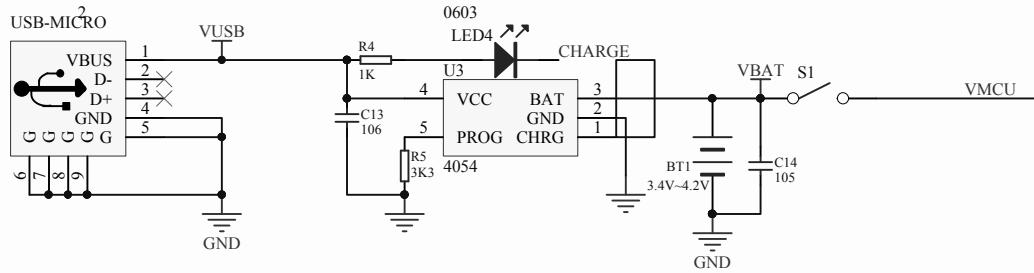 2
USB-MICRO
VBUS 1
D- 2
D+ 3
GND 4
G 5
G G G G
6 7 8 9
VUSB
GND
R4
1K
0603
LED4
CHARGE
C13
106
R5
3K3
U3
4 VCC
5 PROG
BAT 3
GND 2
CHRG 1
4054
VBAT
S1
VMCU
BT1
3.4V~4.2V
C14
105
GND